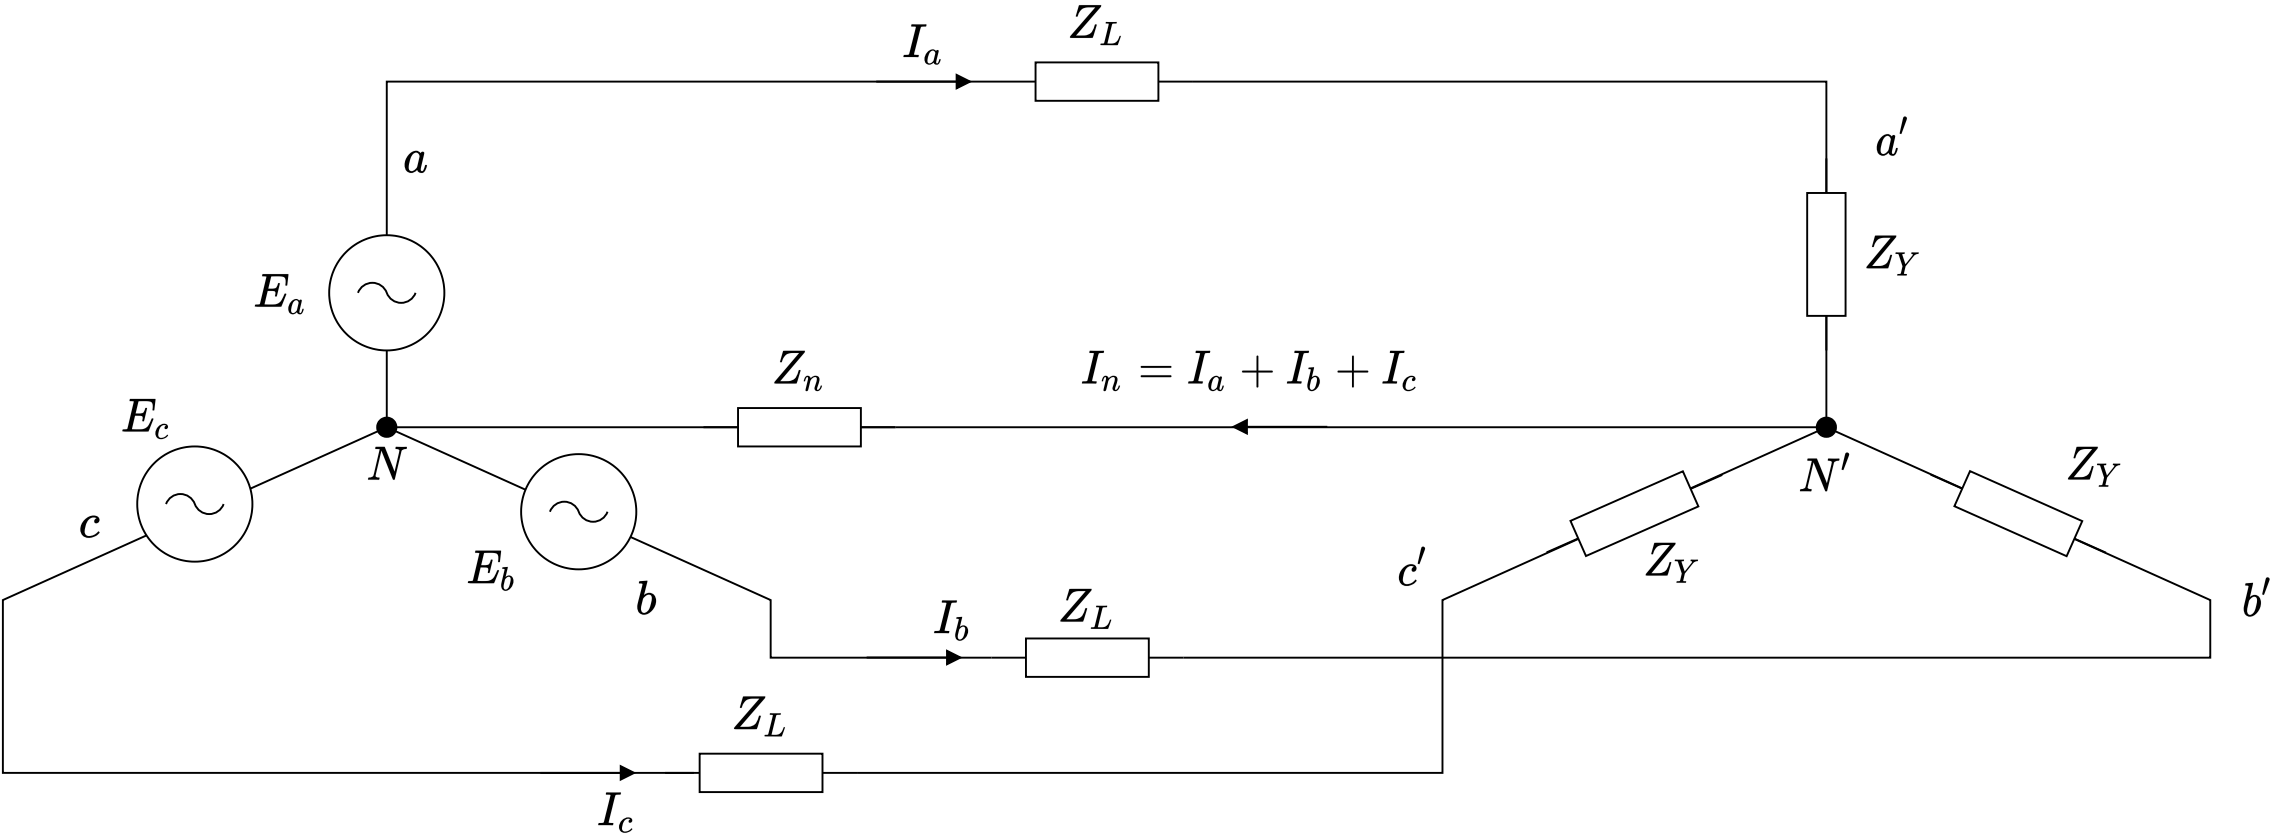 Z_L
I_a
a′
a
Z_Y
E_a
Z_n
I_n = I_a + I_b + I_c
E_c
N
N′
Z_Y
c
E_b
c′
Z_Y
b
b′
I_b
Z_L
Z_L
I_c